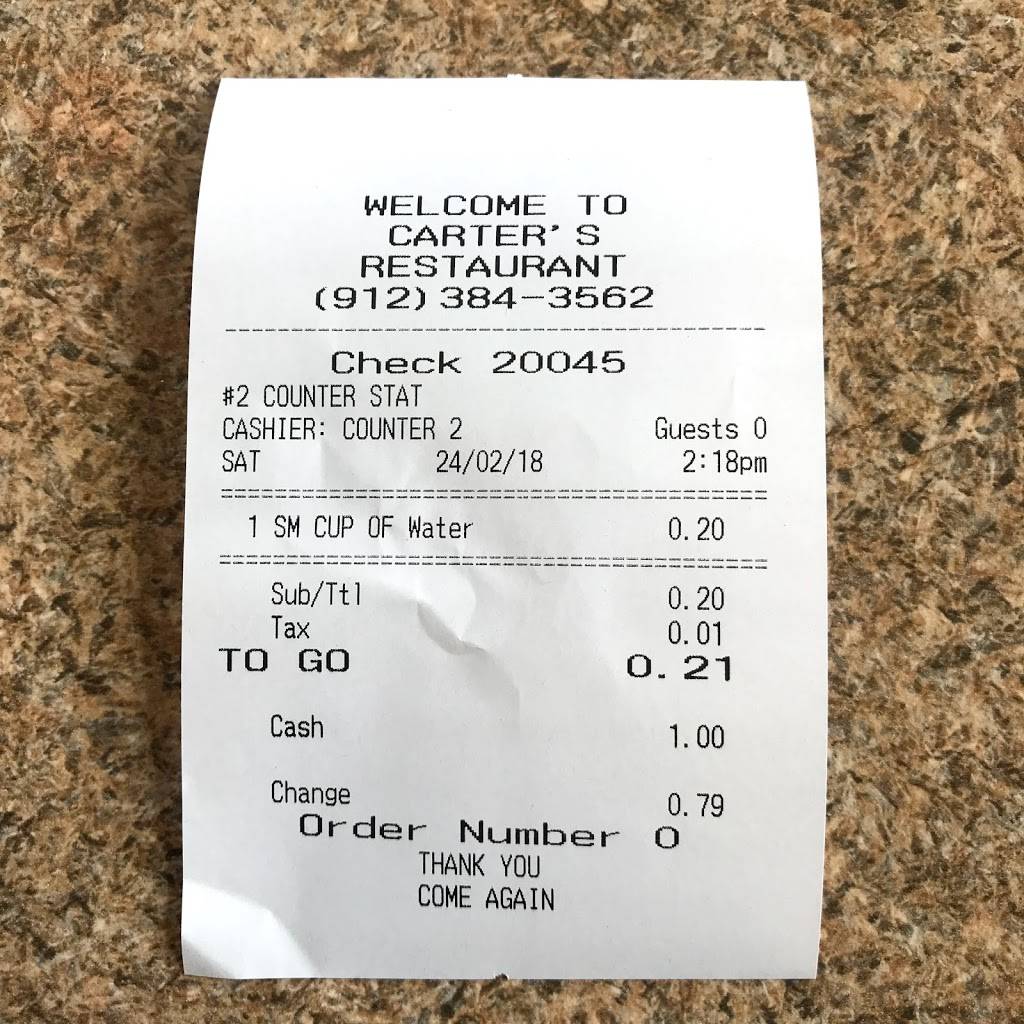 WELCOME TO
CARTER'S
RESTAURANT
(912)384-3562
Check 20045
#2 COUNTER STAT
CASHIER: COUNTER 2 Guests 0
SAT 24/02/18 2:18pm
1 SM CUP OF Water 0.20
Sub/Ttl 0.20
Tax 0.01
TO GO 0.21
Cash 1.00
Change 0.79
Order Number 0
THANK YOU
COME AGAIN